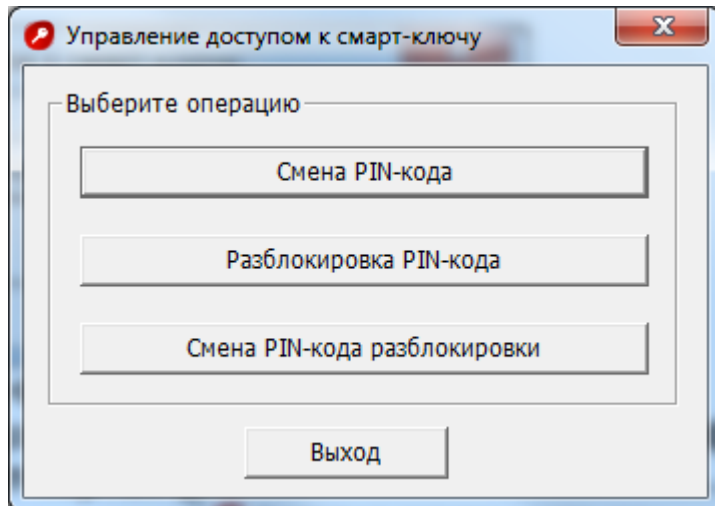 Управление доступом к смарт-ключу
Выберите операцию
Смена PIN-кода
Разблокировка PIN-кода
Смена PIN-кода разблокировки
Выход